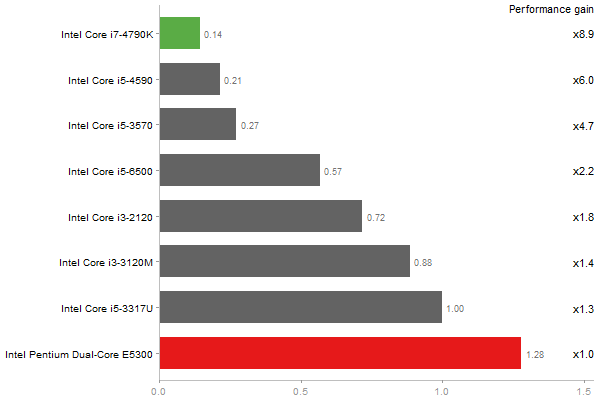 Performance gain
Intel Core i7-4790K 0.14 x8.9
Intel Core i5-4590 0.21 x6.0
Intel Core i5-3570 0.27 x4.7
Intel Core i5-6500 0.57 x2.2
Intel Core i3-2120 0.72 x1.8
Intel Core i3-3120M 0.88 x1.4
Intel Core i5-3317U 1.00 x1.3
Intel Pentium Dual-Core E5300 1.28 x1.0
0.0 0.5 1.0 1.5